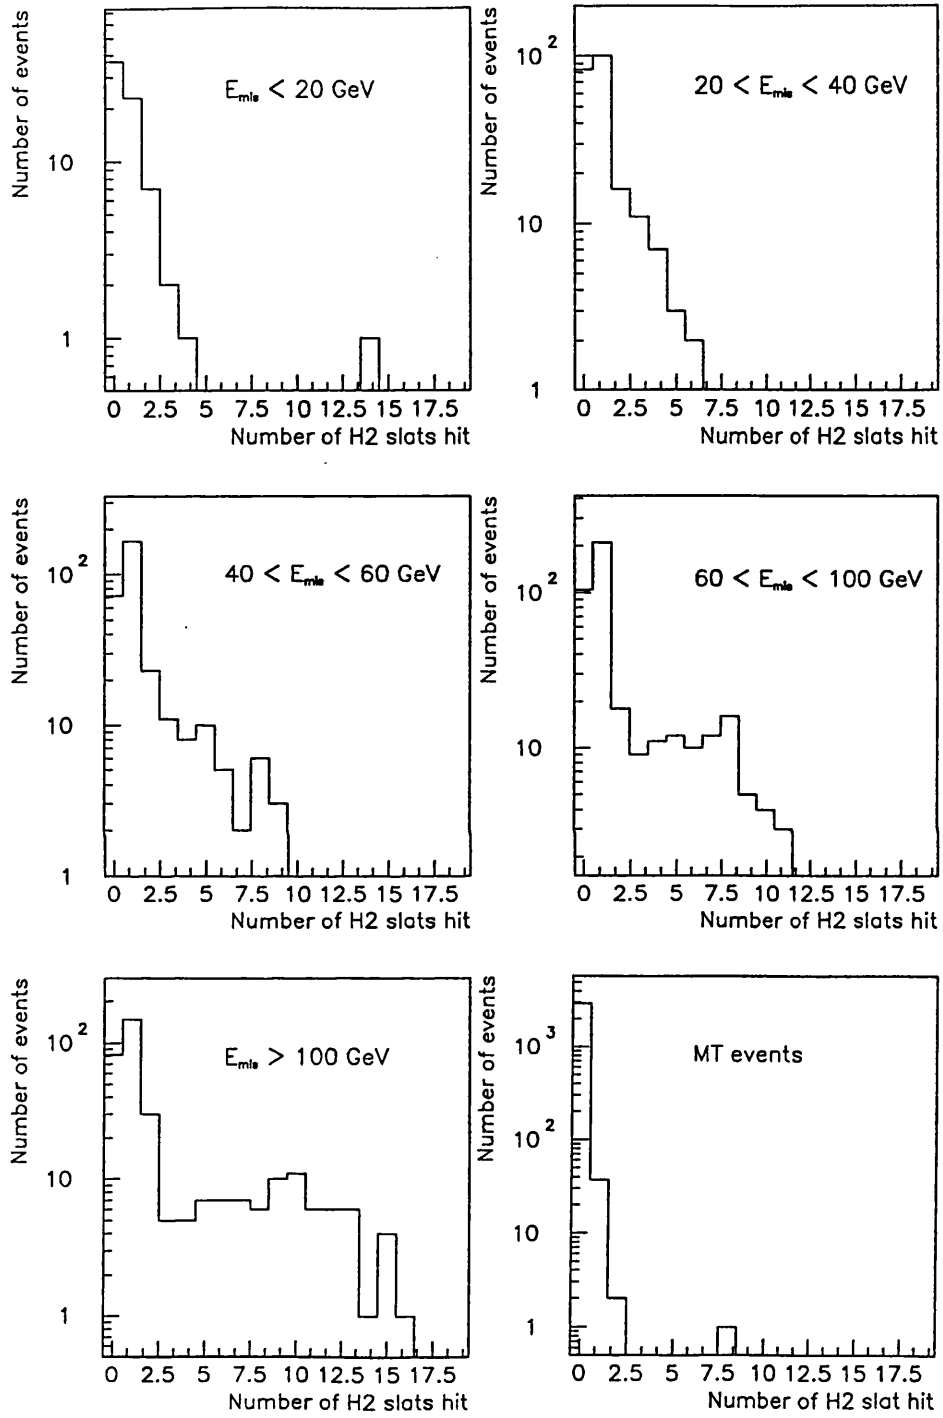 Number of events
E_mis < 20 GeV
10
1
0 2.5 5 7.5 10 12.5 15 17.5
Number of H2 slats hit
Number of events
20 < E_mis < 40 GeV
10^2
10
1
0 2.5 5 7.5 10 12.5 15 17.5
Number of H2 slats hit
Number of events
40 < E_mis < 60 GeV
10^2
10
1
0 2.5 5 7.5 10 12.5 15 17.5
Number of H2 slats hit
Number of events
60 < E_mis < 100 GeV
10^2
10
0 2.5 5 7.5 10 12.5 15 17.5
Number of H2 slats hit
Number of events
E_mis > 100 GeV
10^2
10
1
0 2.5 5 7.5 10 12.5 15 17.5
Number of H2 slats hit
Number of events
MT events
10^3
10^2
10
1
0 2.5 5 7.5 10 12.5 15 17.5
Number of H2 slat hit